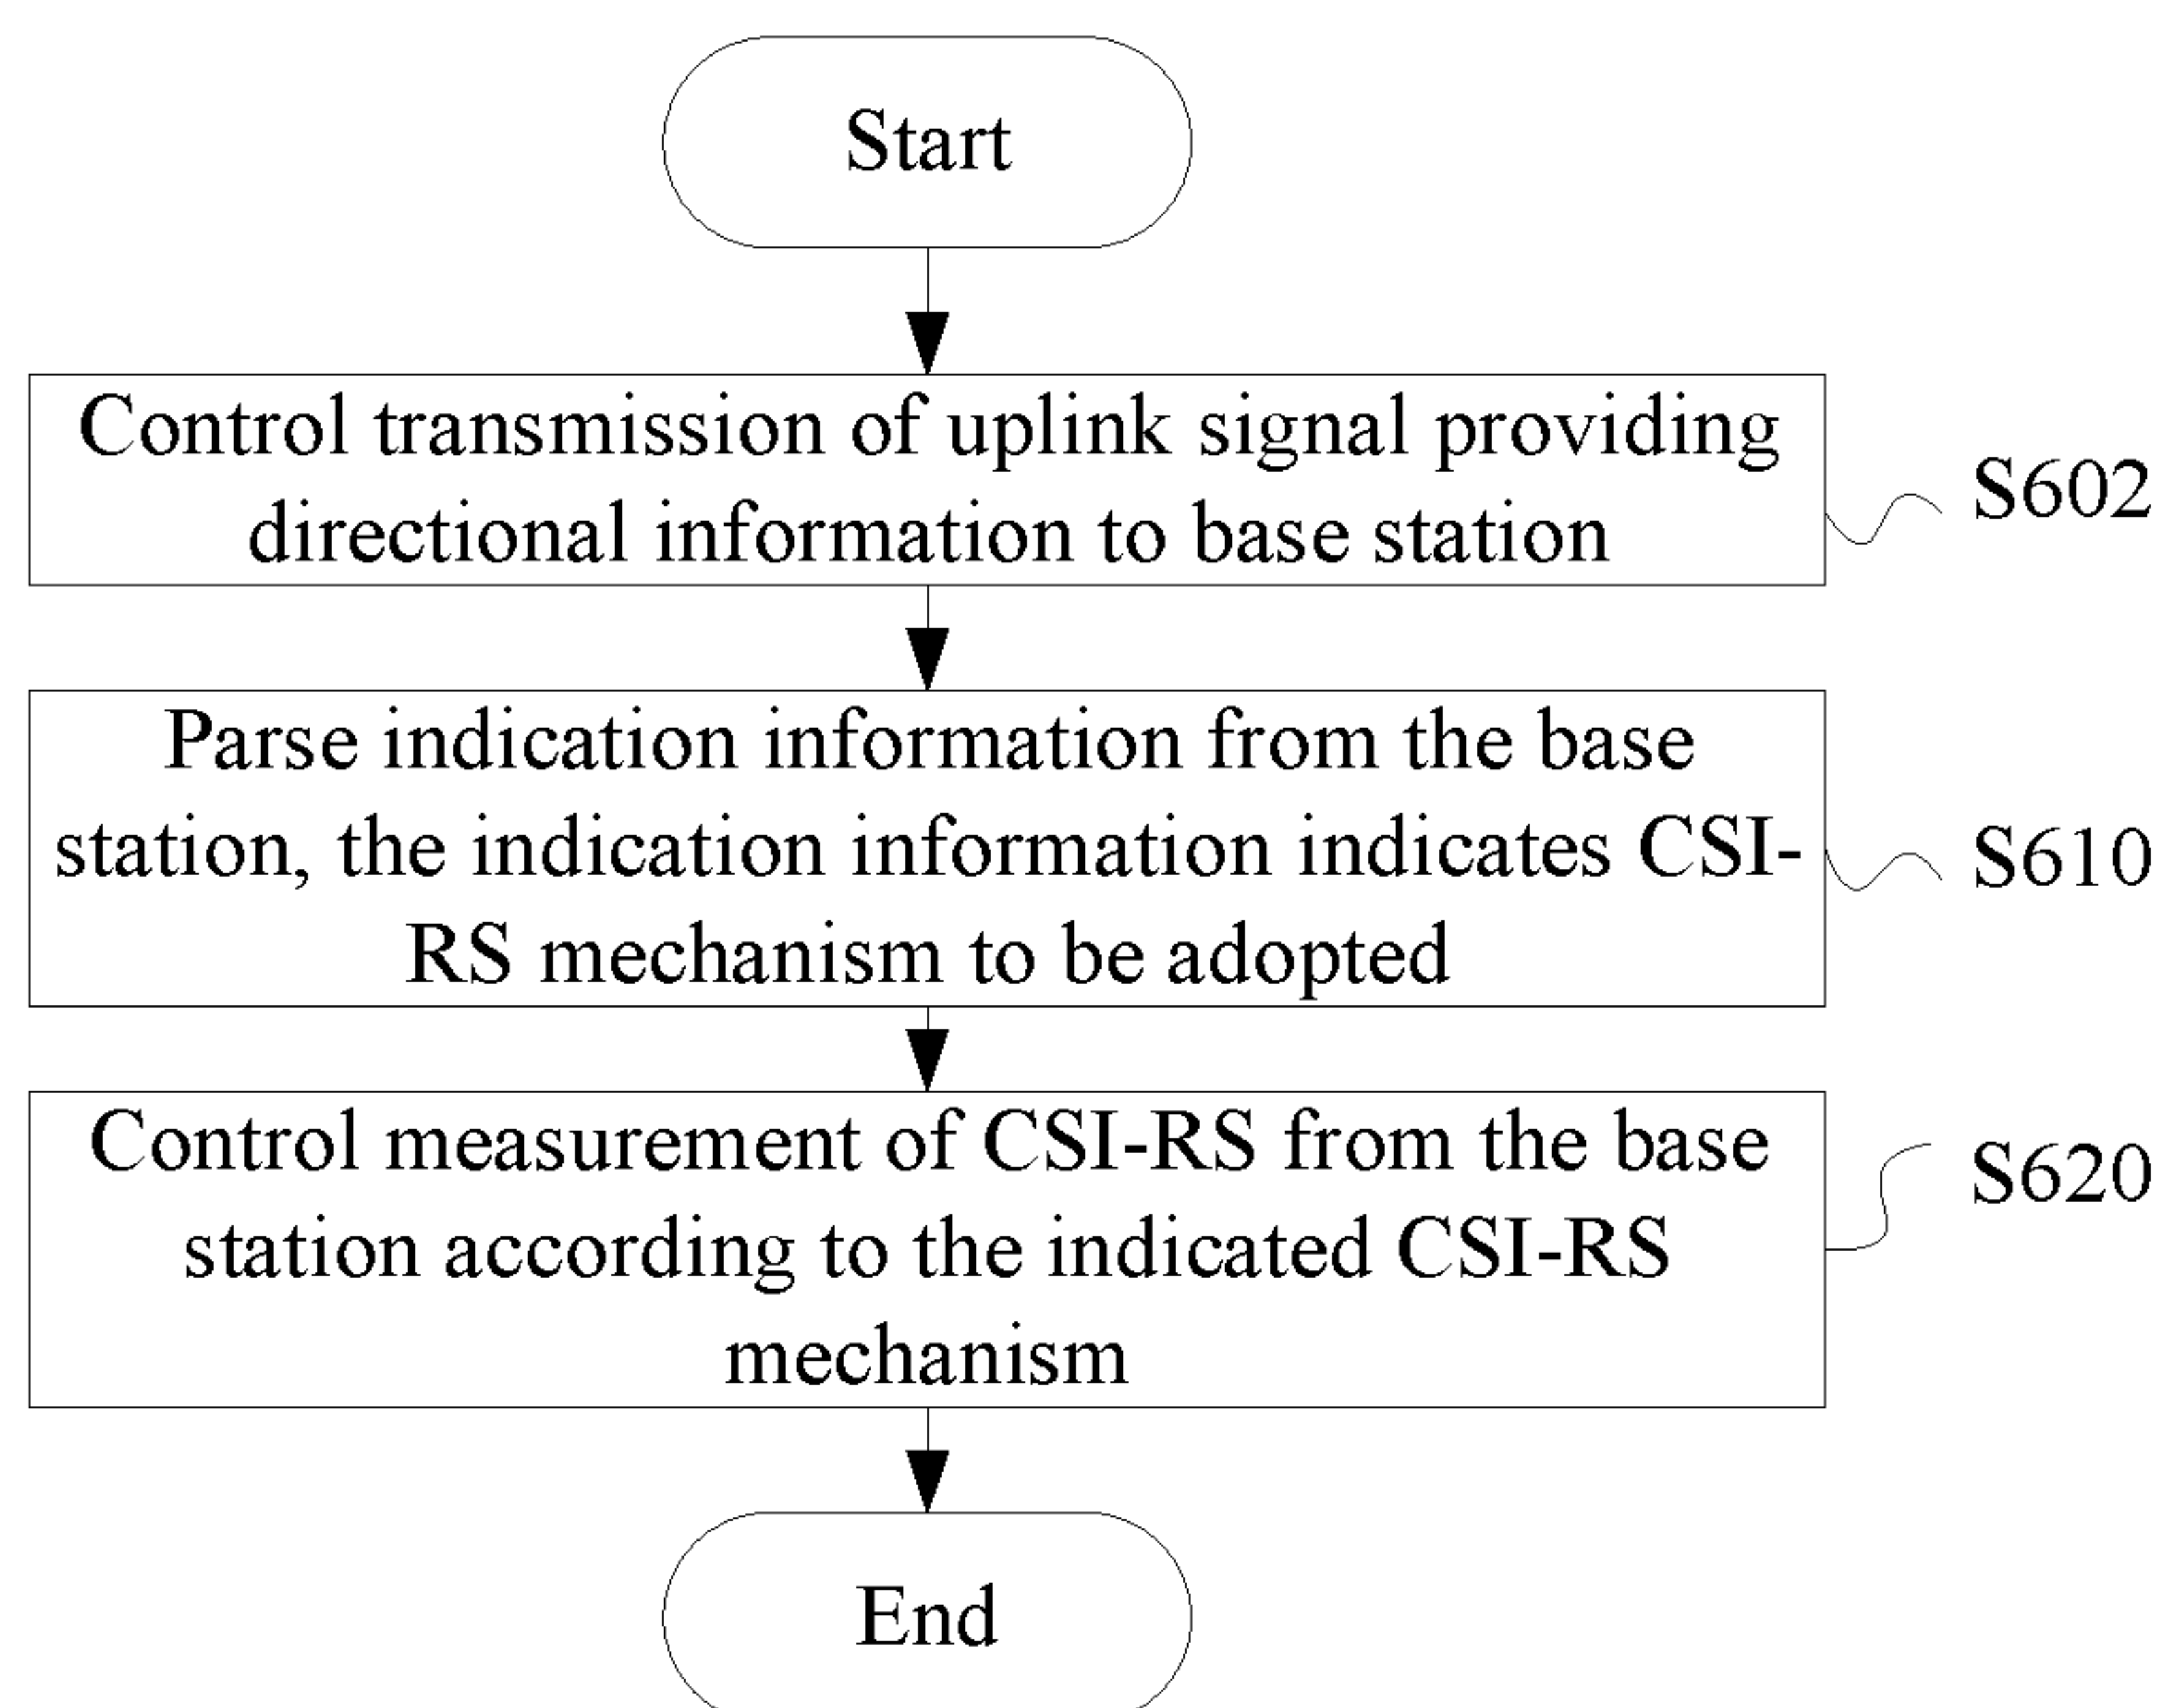 Start
Control transmission of uplink signal providing
directional information to base station
S602
Parse indication information from the base
station, the indication information indicates CSI-
RS mechanism to be adopted
S610
Control measurement of CSI-RS from the base
station according to the indicated CSI-RS
mechanism
S620
End